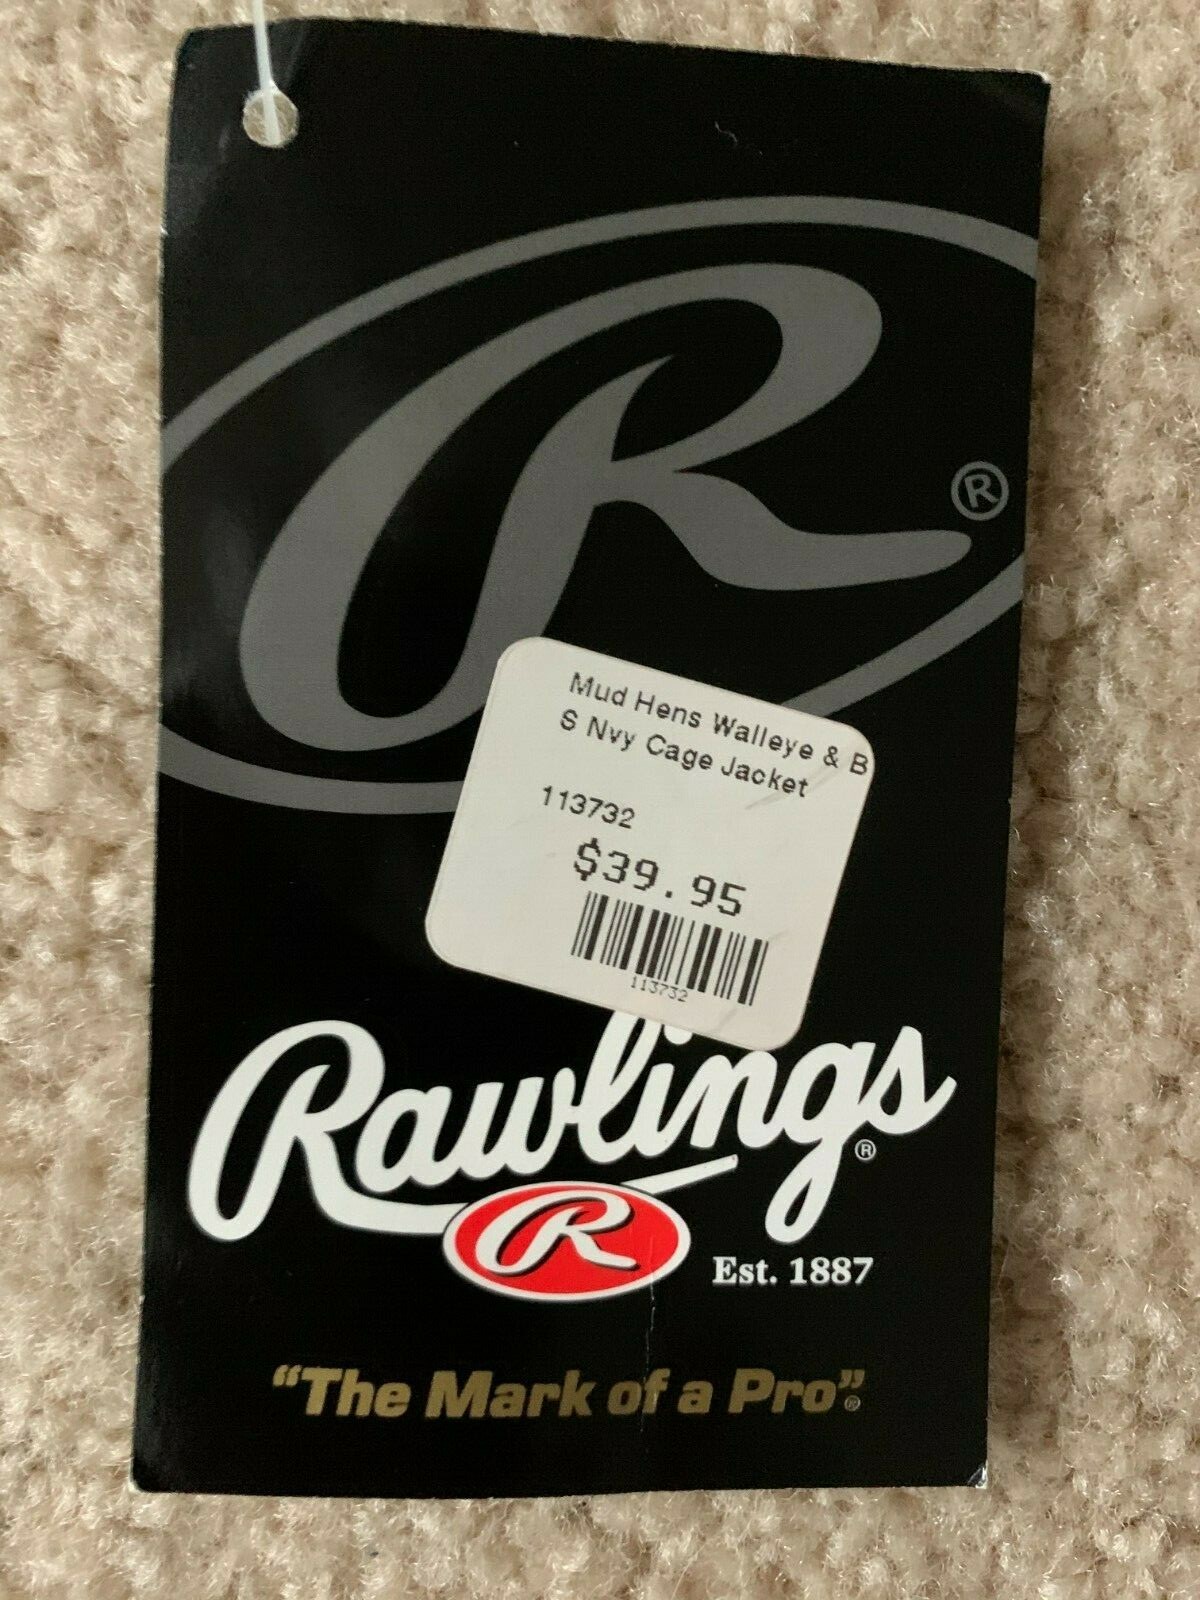 R ®
Mud Hens Walleye & B
S Nvy Cage Jacket
113732
$39.95
113732
Rawlings ®
R
Est. 1887
"The Mark of a Pro"®